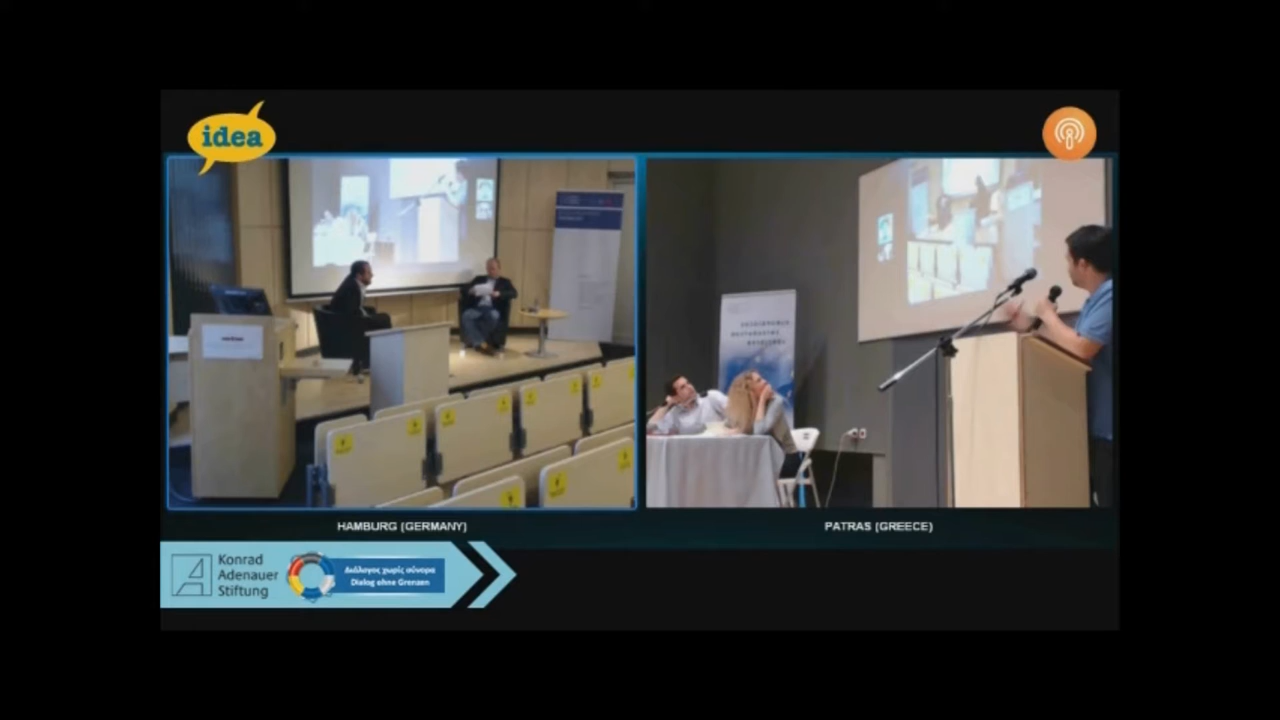 idea
HAMBURG (GERMANY)
PATRAS (GREECE)
Konrad
Adenauer
Stiftung
Διάλογος χωρίς σύνορα
Dialog ohne Grenzen